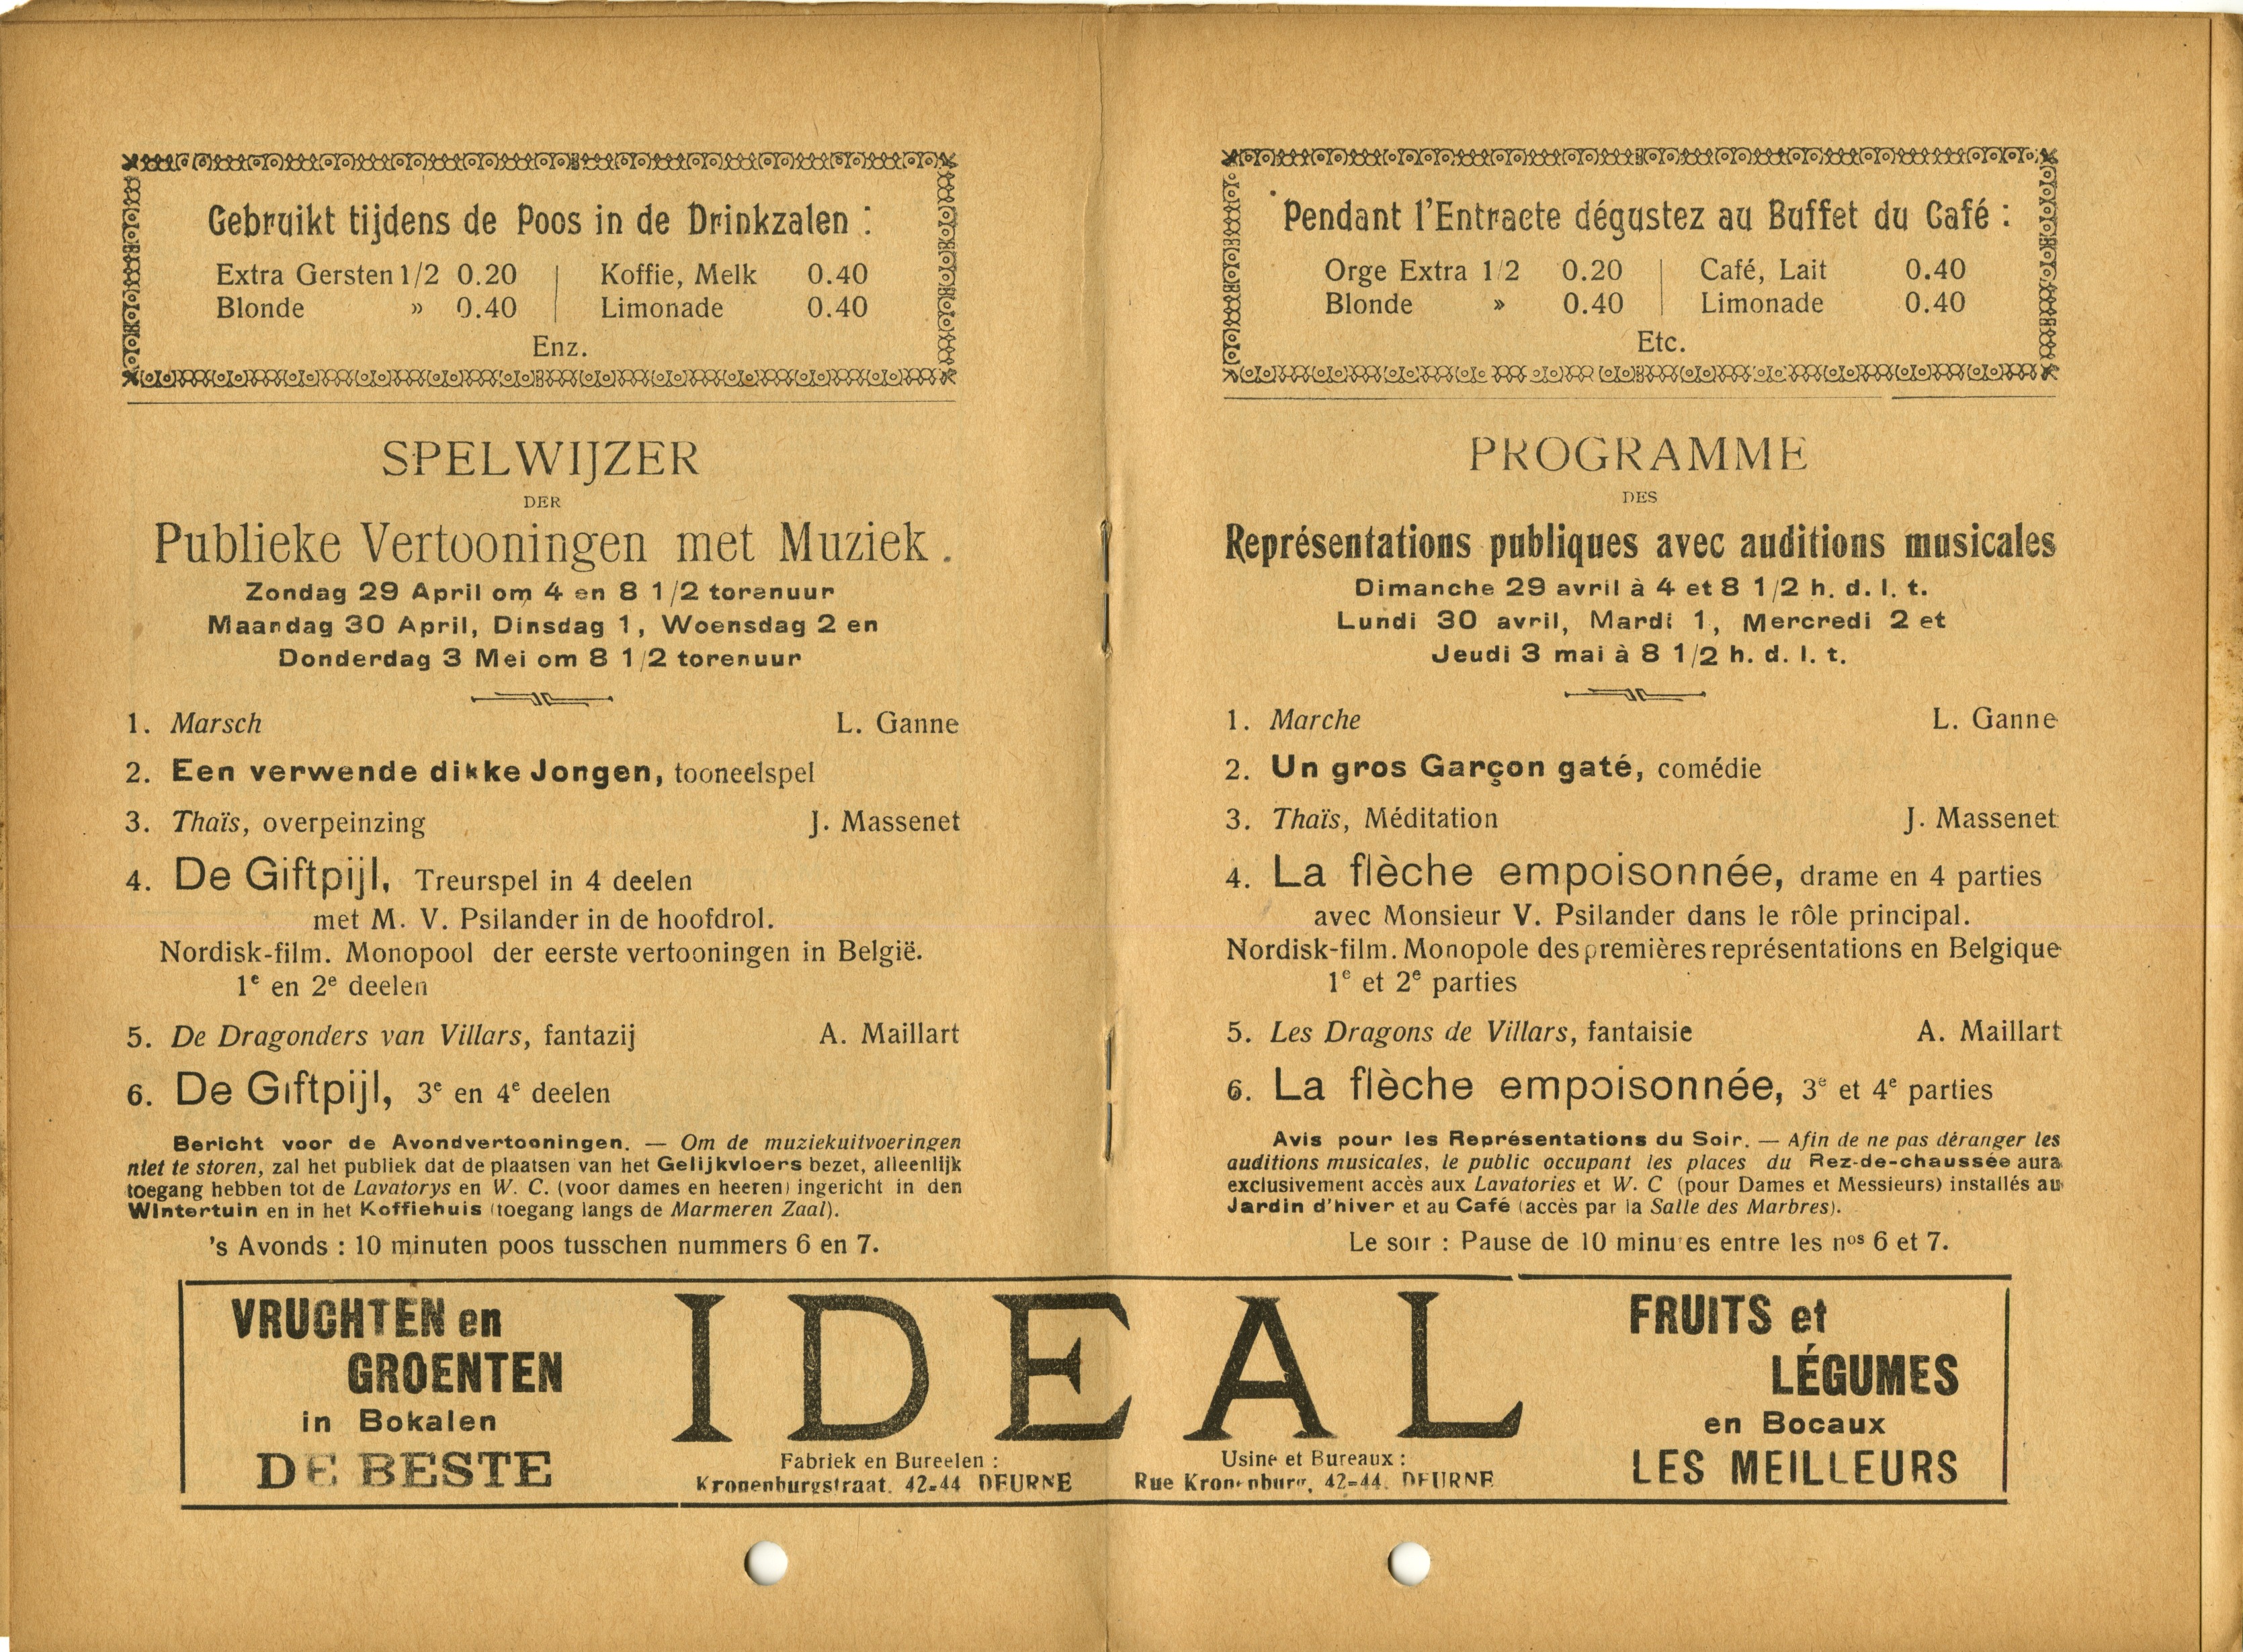 Gebruikt tijdens de Poos in de Drinkzalen :
Extra Gersten 1/2 0.20 | Koffie, Melk 0.40
Blonde » 0.40 | Limonade 0.40
Enz.
SPELWIJZER
DER
Publieke Vertooningen met Muziek.
Zondag 29 April om 4 en 8 1/2 torenuur
Maandag 30 April, Dinsdag 1, Woensdag 2 en
Donderdag 3 Mei om 8 1/2 torenuur
1. Marsch L. Ganne
2. Een verwende dikke Jongen, tooneelspel
3. Thaïs, overpeinzing J. Massenet
4. De Giftpijl, Treurspel in 4 deelen
met M. V. Psilander in de hoofdrol.
Nordisk-film. Monopool der eerste vertooningen in België.
1e en 2e deelen
5. De Dragonders van Villars, fantazij A. Maillart
6. De Giftpijl, 3e en 4e deelen
Bericht voor de Avondvertooningen. — Om de muziekuitvoeringen
niet te storen, zal het publiek dat de plaatsen van het Gelijkvloers bezet, alleenlijk
toegang hebben tot de Lavatorys en W. C. (voor dames en heeren) ingericht in den
Wintertuin en in het Koffiehuis (toegang langs de Marmeren Zaal).
's Avonds : 10 minuten poos tusschen nummers 6 en 7.
Pendant l'Entracte dégustez au Buffet du Café :
Orge Extra 1/2 0.20 | Café, Lait 0.40
Blonde » 0.40 | Limonade 0.40
Etc.
PROGRAMME
DES
Représentations publiques avec auditions musicales
Dimanche 29 avril à 4 et 8 1/2 h. d. l. t.
Lundi 30 avril, Mardi 1, Mercredi 2 et
Jeudi 3 mai à 8 1/2 h. d. l. t.
1. Marche L. Ganne
2. Un gros Garçon gaté, comédie
3. Thaïs, Méditation J. Massenet
4. La flèche empoisonnée, drame en 4 parties
avec Monsieur V. Psilander dans le rôle principal.
Nordisk-film. Monopole des premières représentations en Belgique
1e et 2e parties
5. Les Dragons de Villars, fantaisie A. Maillart
6. La flèche empoisonnée, 3e et 4e parties
Avis pour les Représentations du Soir. — Afin de ne pas déranger les
auditions musicales, le public occupant les places du Rez-de-chaussée aura
exclusivement accès aux Lavatories et W. C (pour Dames et Messieurs) installés au
Jardin d'hiver et au Café (accès par la Salle des Marbres).
Le soir : Pause de 10 minu es entre les nos 6 et 7.
VRUCHTEN en
GROENTEN
in Bokalen
DE BESTE
IDEAL
Fabriek en Bureelen :
Kronenburgstraat. 42-44 DEURNE
Usine et Bureaux :
Rue Kronenburg, 42-44. DEURNE
FRUITS et
LÉGUMES
en Bocaux
LES MEILLEURS